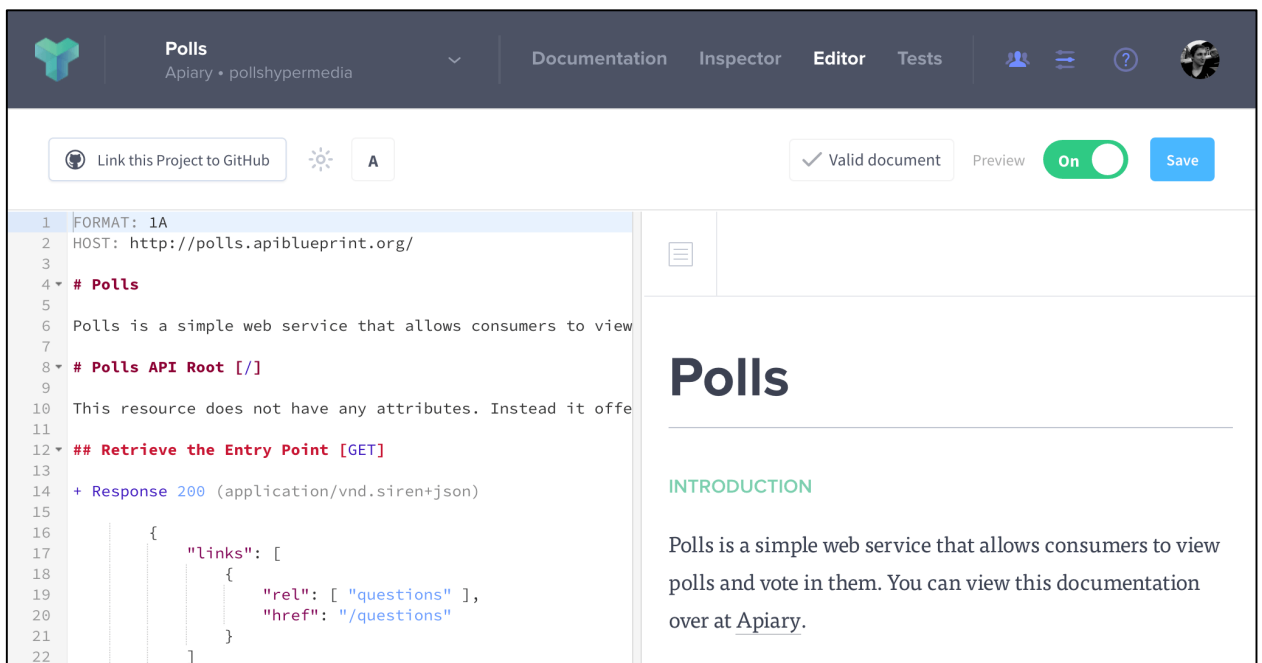 Polls
Apiary • pollshypermedia
Documentation Inspector Editor Tests
?
Link this Project to GitHub
A
Valid document
Preview
On
Save
1 FORMAT: 1A
2 HOST: http://polls.apiblueprint.org/
3
4 # Polls
5
6 Polls is a simple web service that allows consumers to view
7
8 # Polls API Root [/]
9
10 This resource does not have any attributes. Instead it offe
11
12 ## Retrieve the Entry Point [GET]
13
14 + Response 200 (application/vnd.siren+json)
15
16 {
17 "links": [
18 {
19 "rel": [ "questions" ],
20 "href": "/questions"
21 }
22 ]
Polls
INTRODUCTION
Polls is a simple web service that allows consumers to view
polls and vote in them. You can view this documentation
over at Apiary.